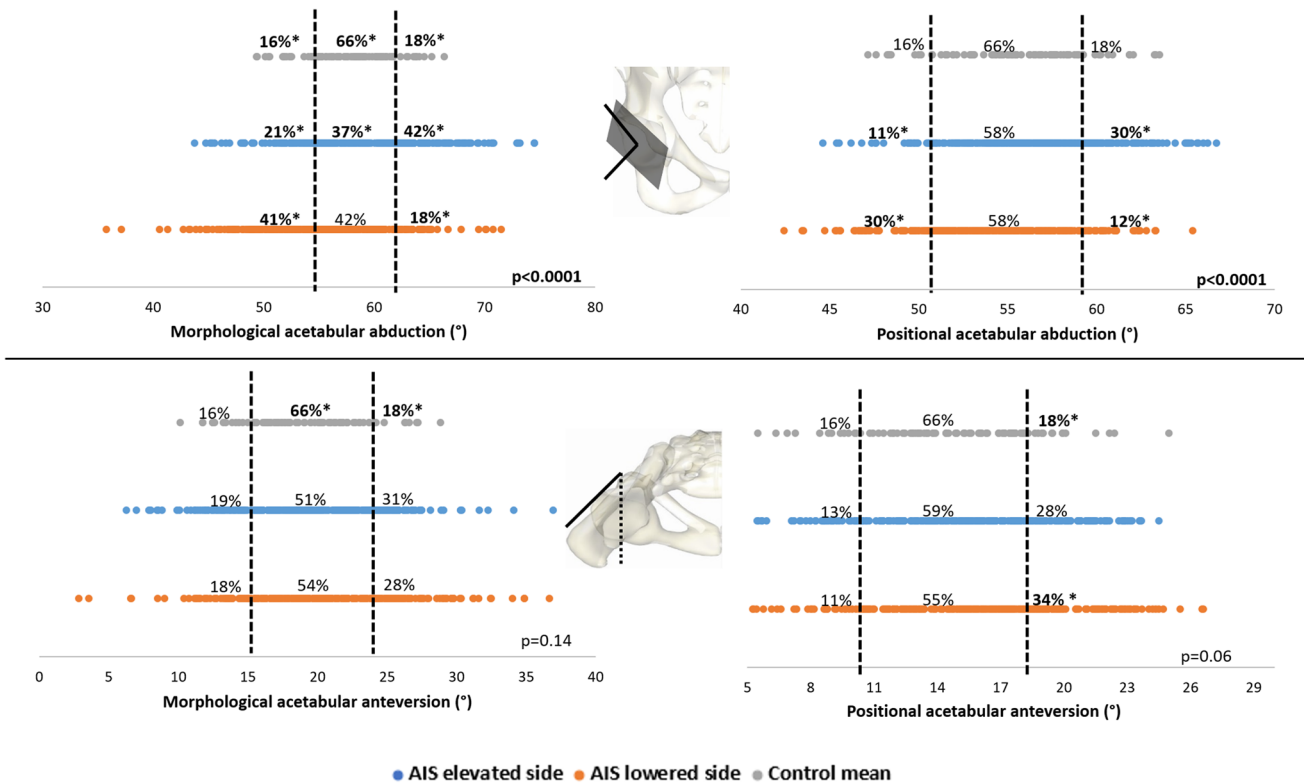 16%* 66%* 18%*
21%* 37%* 42%*
41%* 42% 18%*
p<0.0001
30 40 50 60 70 80
Morphological acetabular abduction (°)
16% 66% 18%
11%* 58% 30%*
30%* 58% 12%*
p<0.0001
40 45 50 55 60 65 70
Positional acetabular abduction (°)
16% 66%* 18%*
19% 51% 31%
18% 54% 28%
p=0.14
0 5 10 15 20 25 30 35 40
Morphological acetabular anteversion (°)
16% 66% 18%*
13% 59% 28%
11% 55% 34% *
p=0.06
5 8 11 14 17 20 23 26 29
Positional acetabular anteversion (°)
AIS elevated side AIS lowered side Control mean